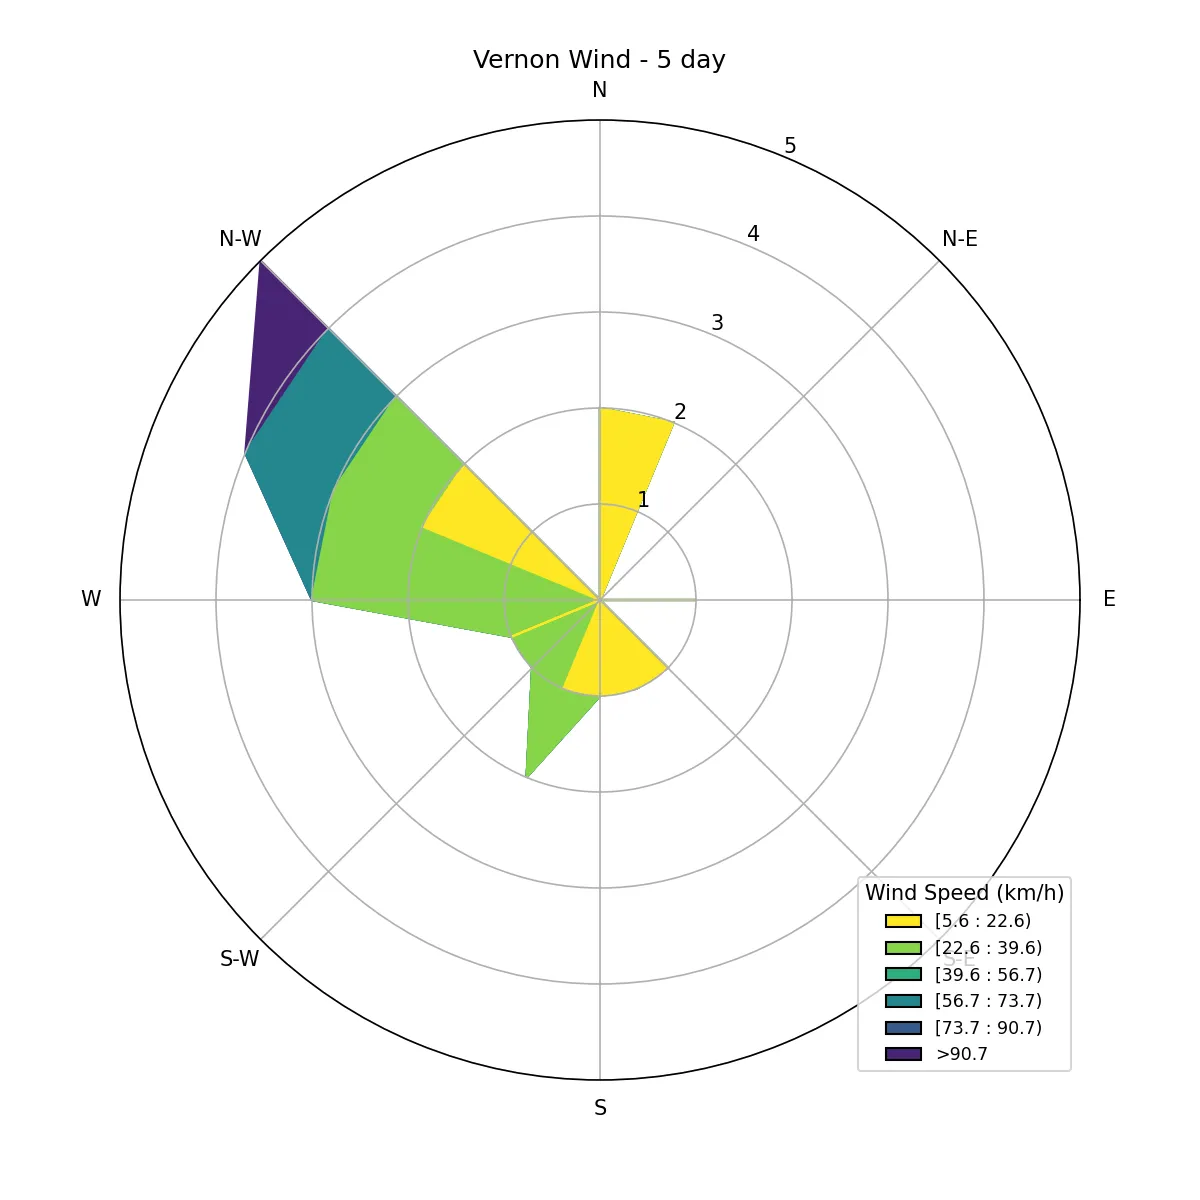 Vernon Wind - 5 day
N
5
N-W
N-E
4
3
2
1
W
E
S-W
S-E
S
Wind Speed (km/h)
[5.6 : 22.6)
[22.6 : 39.6)
[39.6 : 56.7)
[56.7 : 73.7)
[73.7 : 90.7)
>90.7